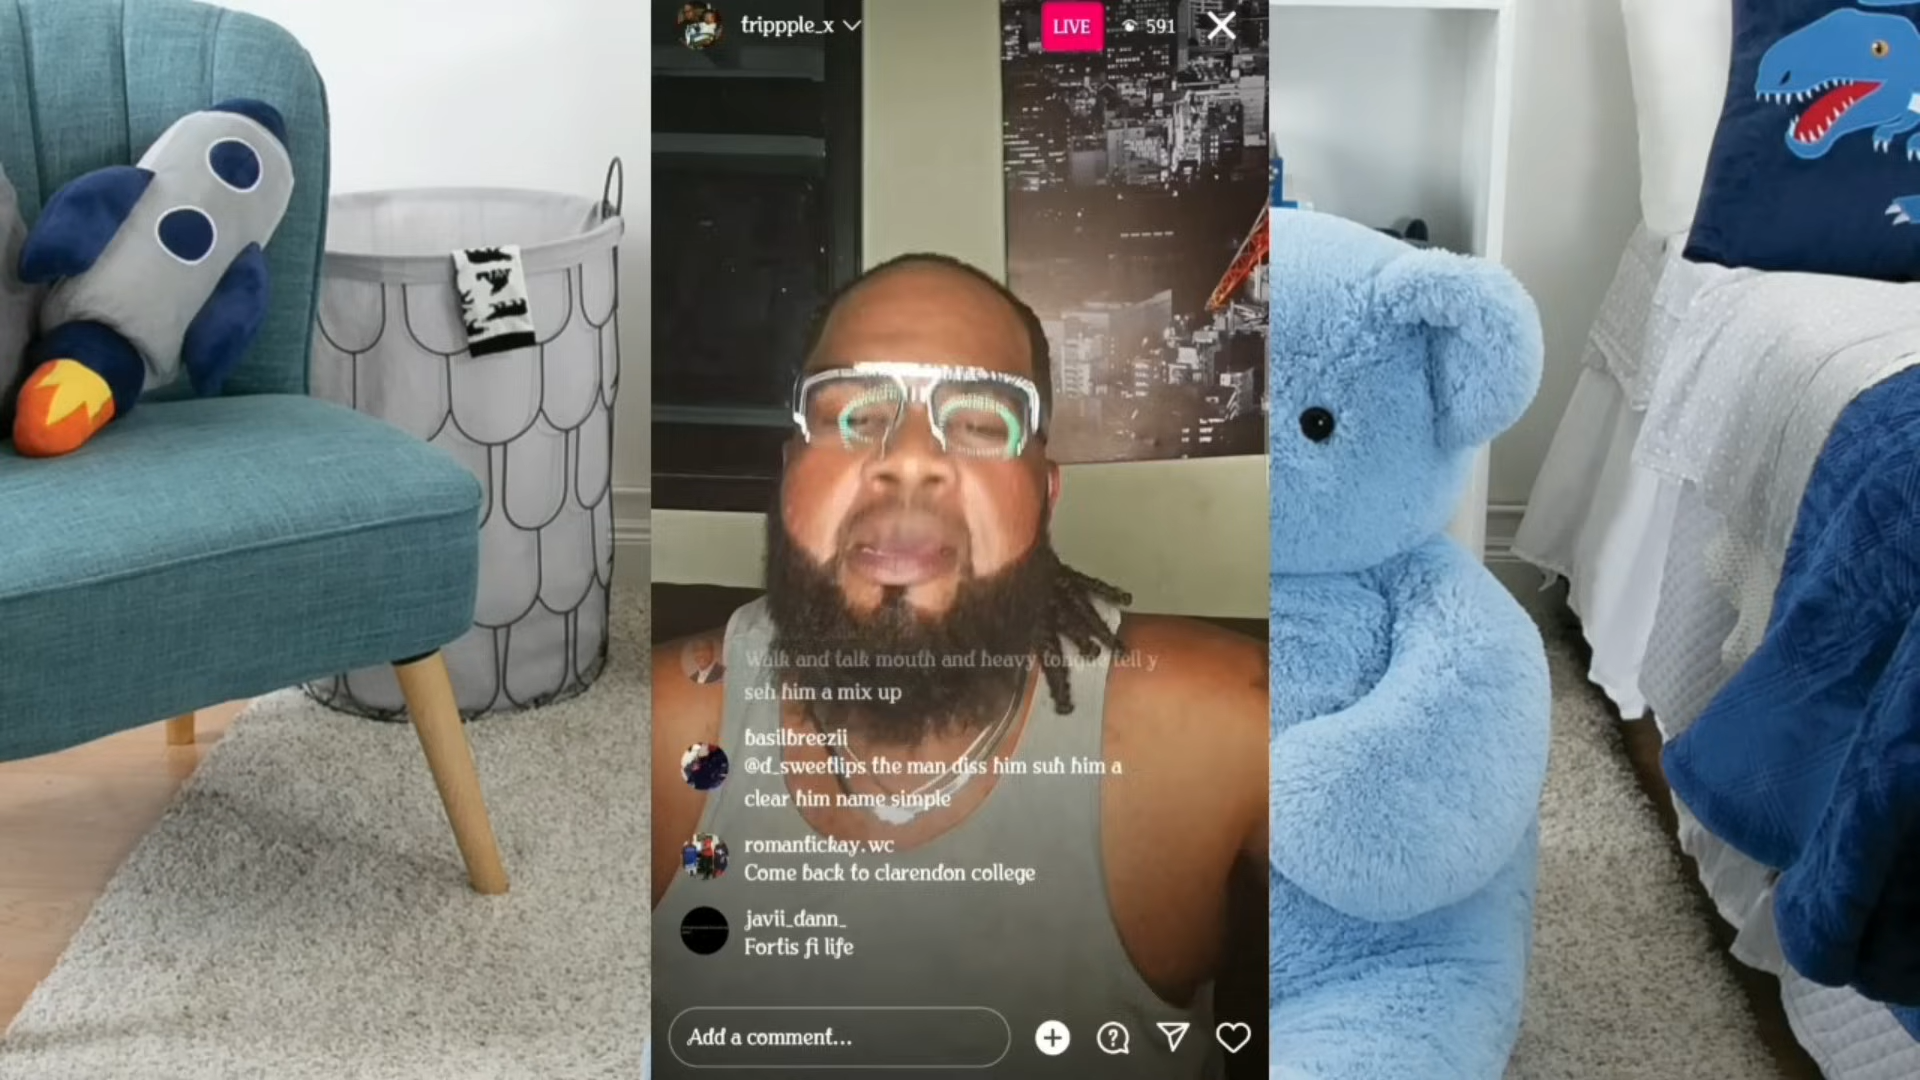 trippple_x
LIVE
591
Walk and talk mouth and heavy tongue tell y
seh him a mix up
basilbreezii
@d_sweetlips the man diss him suh him a
clear him name simple
romantickay.wc
Come back to clarendon college
javii_dann_
Fortis fi life
Add a comment...